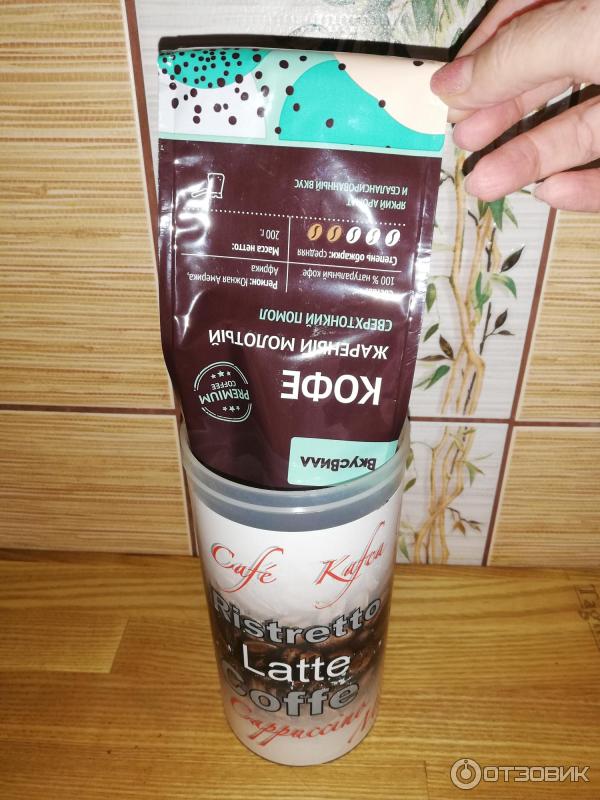 ВкусВилл
PREMIUM
COFFEE
КОФЕ
ЖАРЕНЫЙ МОЛОТЫЙ
СВЕРХТОНКИЙ ПОМОЛ
100 % натуральный кофе
Регион: Южная Америка,
Африка
Степень обжарки: средняя
Масса нетто:
200 г.
ЯРКИЙ АРОМАТ
И СБАЛАНСИРОВАННЫЙ ВКУС
Café Kafva
Ristretto
Latte
Coffe
Cappuccino
ОТЗОВИК